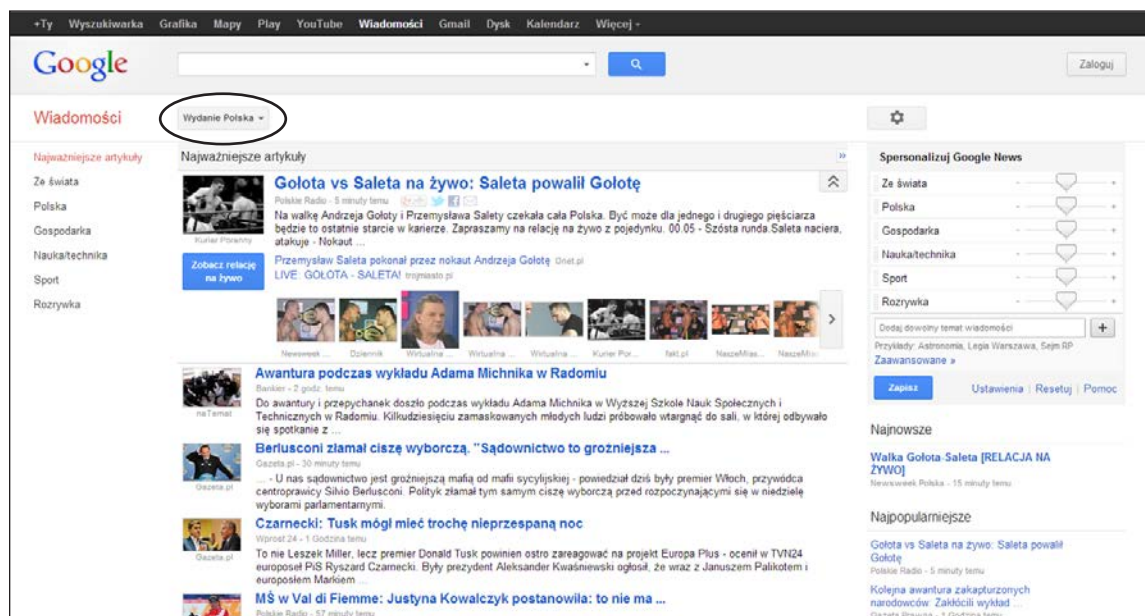 +Ty Wyszukiwarka Grafika Mapy Play YouTube Wiadomości Gmail Dysk Kalendarz Więcej
Google
Zaloguj
Wiadomości
Wydanie Polska
Najważniejsze artykuły
Ze świata
Polska
Gospodarka
Nauka/technika
Sport
Rozrywka
Najważniejsze artykuły »
Gołota vs Saleta na żywo: Saleta powalił Gołotę
Polskie Radio - 5 minuty temu
Na walkę Andrzeja Gołoty i Przemysława Salety czekała cała Polska. Być może dla jednego i drugiego pięściarza
będzie to ostatnie starcie w karierze. Zapraszamy na relację na żywo z pojedynku. 00.05 - Szósta runda.Saleta naciera,
atakuje - Nokaut ...
Kurier Poranny
Zobacz relację
na żywo
Przemysław Saleta pokonał przez nokaut Andrzeja Gołotę Onet.pl
LIVE: GOŁOTA - SALETA! trojmiasto.pl
Newsweek ... Dziennik Wirtualna ... Wirtualna ... Wirtualna ... Kurier Por... fakt.pl NaszeMias... NaszeMia
Awantura podczas wykładu Adama Michnika w Radomiu
Bankier - 2 godz. temu
Do awantury i przepychanek doszło podczas wykładu Adama Michnika w Wyższej Szkole Nauk Społecznych i
Technicznych w Radomiu. Kilkudziesięciu zamaskowanych młodych ludzi próbowało wtargnąć do sali, w której odbywało
się spotkanie z ...
naTemat
Berlusconi złamał ciszę wyborczą. "Sądownictwo to groźniejsza ...
Gazeta.pl - 30 minuty temu
... - U nas sądownictwo jest groźniejszą mafią od mafii sycylijskiej - powiedział dziś były premier Włoch, przywódca
centroprawicy Silvio Berlusconi. Polityk złamał tym samym ciszę wyborczą przed rozpoczynającymi się w niedzielę
wyborami parlamentarnymi.
Gazeta.pl
Czarnecki: Tusk mógł mieć trochę nieprzespaną noc
Wprost 24 - 1 Godzina temu
To nie Leszek Miller, lecz premier Donald Tusk powinien ostro zareagować na projekt Europa Plus - ocenił w TVN24
europoseł PiS Ryszard Czarnecki. Były prezydent Aleksander Kwaśniewski ogłosił, że wraz z Januszem Palikotem i
europosłem Markiem ...
Gazeta.pl
MŚ w Val di Fiemme: Justyna Kowalczyk postanowiła: to nie ma ...
Polskie Radio - 57 minuty temu
Spersonalizuj Google News
Ze świata - +
Polska - +
Gospodarka - +
Nauka/technika - +
Sport - +
Rozrywka - +
Dodaj dowolny temat wiadomości +
Przykłady: Astronomia, Legia Warszawa, Sejm RP
Zaawansowane »
Zapisz Ustawienia | Resetuj | Pomoc
Najnowsze
Walka Gołota-Saleta [RELACJA NA
ŻYWO]
Newsweek Polska - 15 minuty temu
Najpopularniejsze
Gołota vs Saleta na żywo: Saleta powalił
Gołotę
Polskie Radio - 5 minuty temu
Kolejna awantura zakapturzonych
narodowców: Zakłócili wykład ...
Gazeta Prawna - 1 Godzina temu